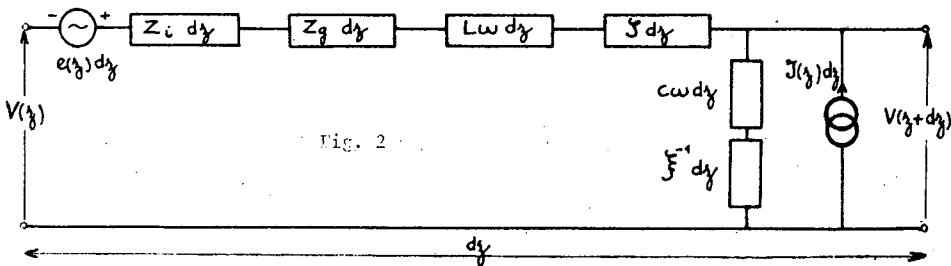 - + Z_i dz Z_g dz Lω dz ζ dz
e(z) dz
V(z)
cω dz
ξ⁻¹ dz
J(z) dz
V(z+dz)
Fig. 2
dz